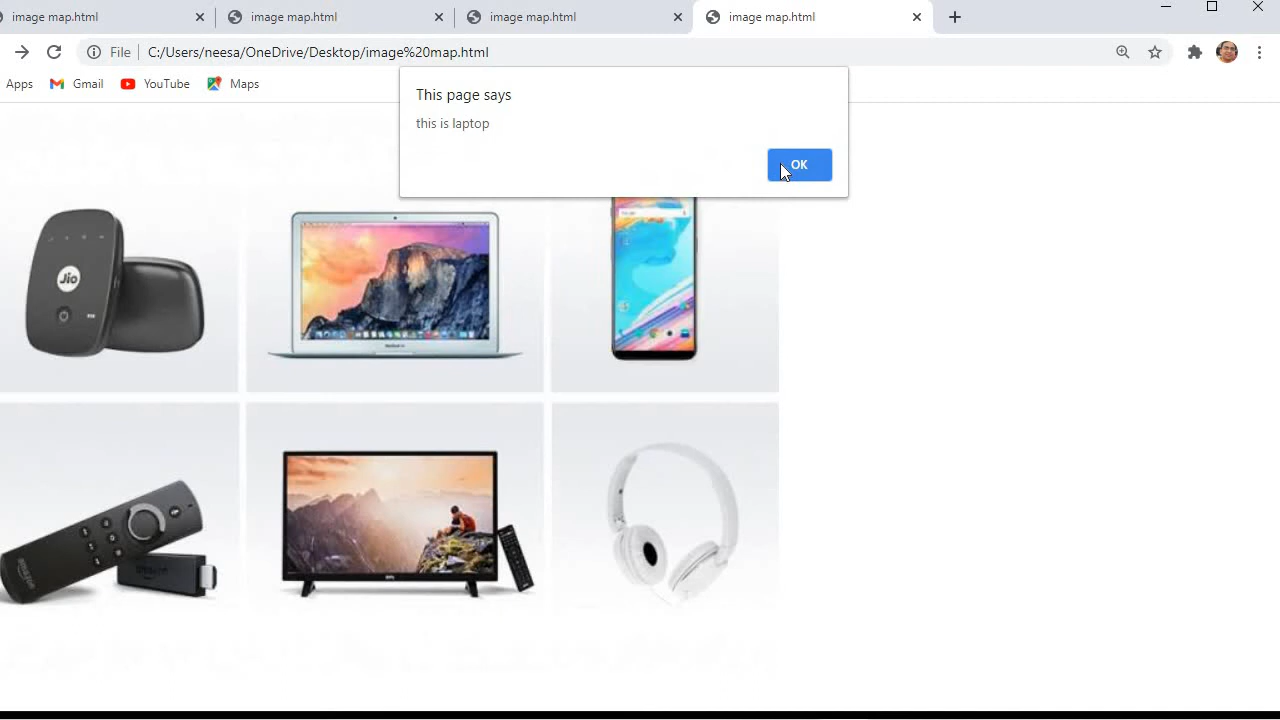 image map.html
image map.html
image map.html
image map.html
File
C:/Users/neesa/OneDrive/Desktop/image%20map.html
Apps
Gmail
YouTube
Maps
This page says
this is laptop
OK
Jio